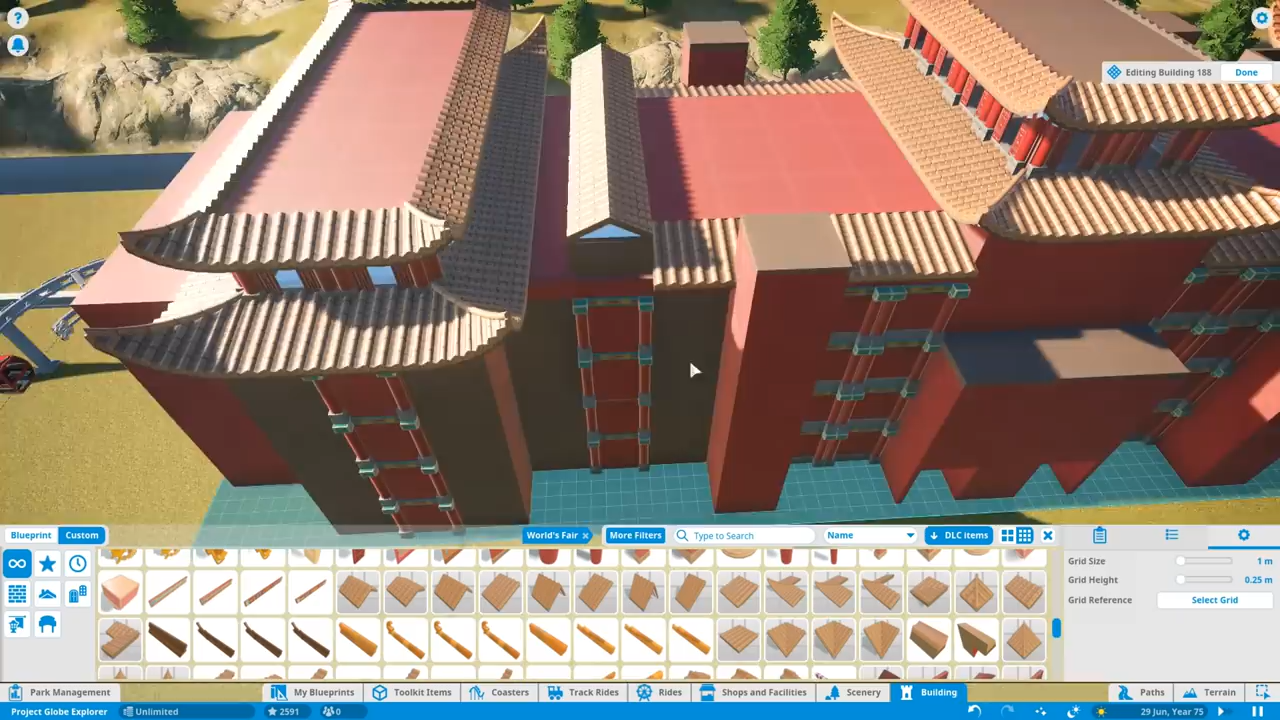 ?
Editing Building 188 Done
Blueprint Custom World's Fair × More Filters Type to Search Name DLC items
Grid Size 1 m
Grid Height 0.25 m
Grid Reference Select Grid
Park Management My Blueprints Toolkit Items Coasters Track Rides Rides Shops and Facilities Scenery Building Paths Terrain
Project Globe Explorer Unlimited 2591 0 29 Jun, Year 75